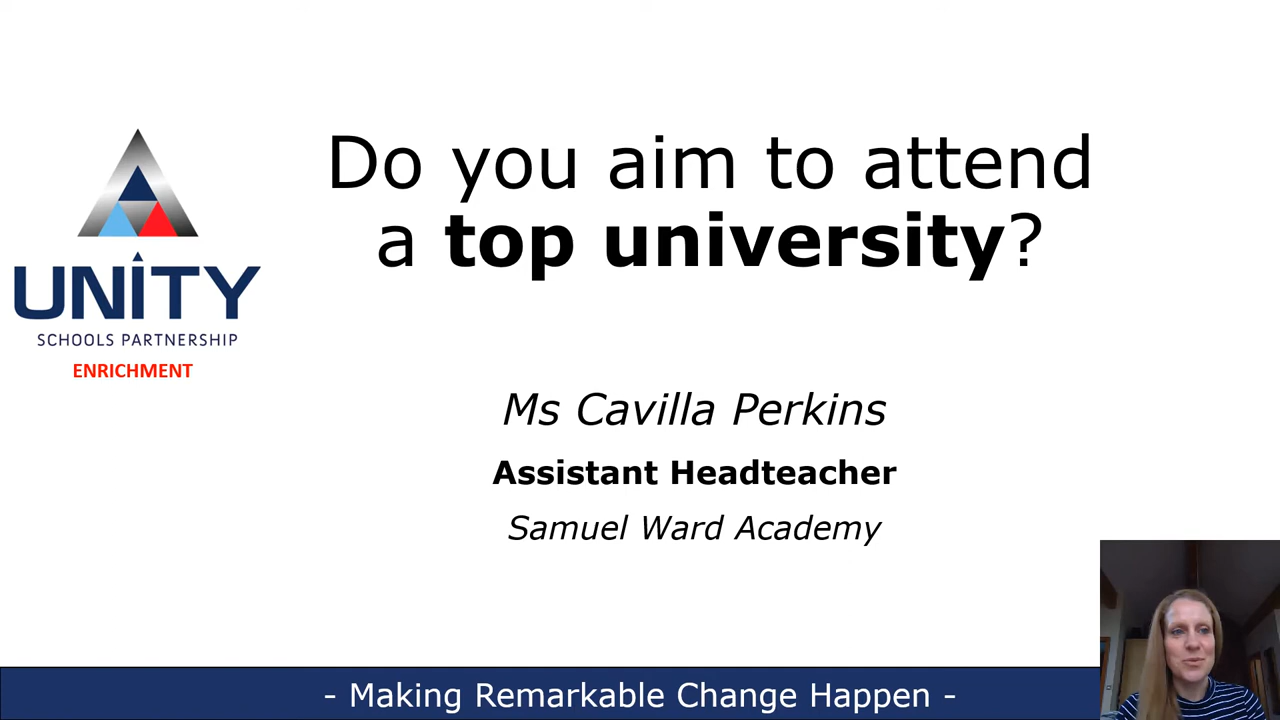 Do you aim to attend
a top university?
UNiTY
SCHOOLS PARTNERSHIP
ENRICHMENT
Ms Cavilla Perkins
Assistant Headteacher
Samuel Ward Academy
- Making Remarkable Change Happen -